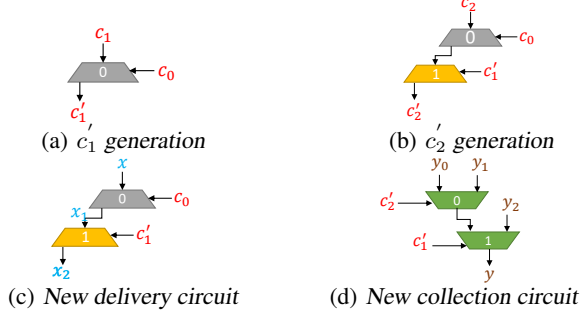 c₁
0
c₀
c₁′
(a) c₁′ generation
c₂
0
c₀
1
c₁′
c₂′
(b) c₂′ generation
x
0
c₀
x₁
1
c₁′
x₂
(c) New delivery circuit
y₀ y₁
c₂′ 0
y₂
c₁′ 1
y
(d) New collection circuit